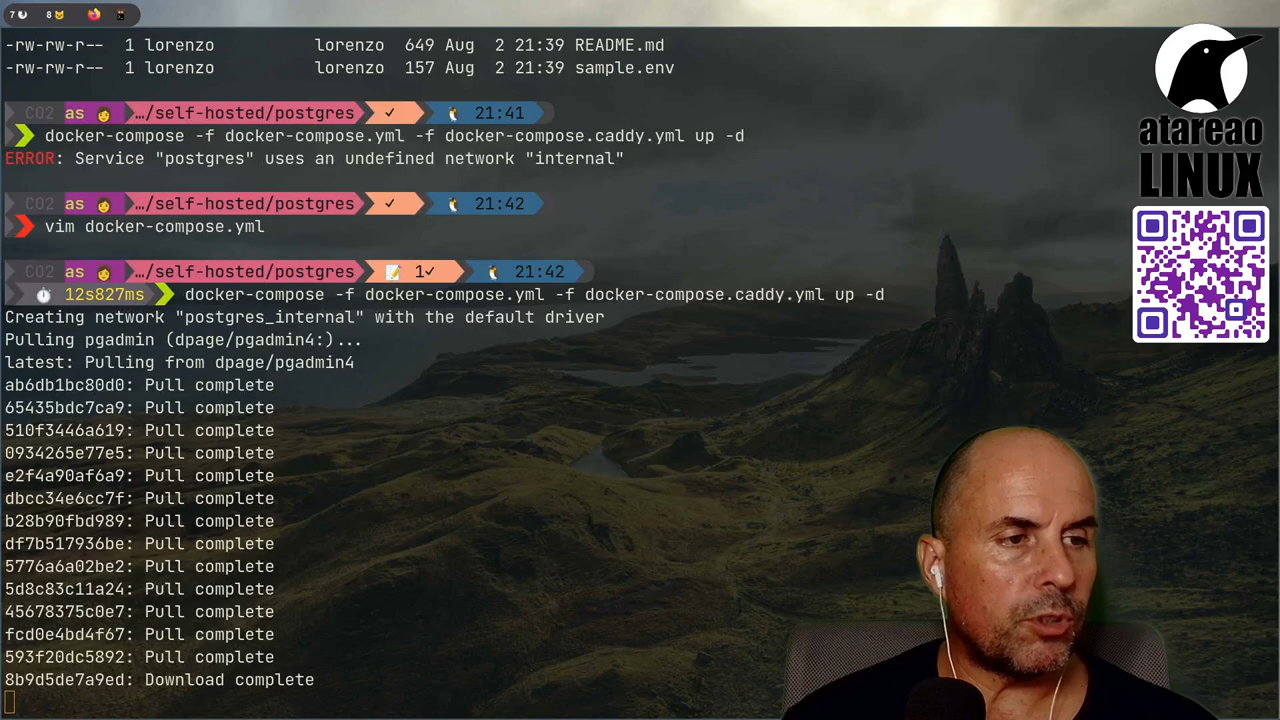 7 8
-rw-rw-r-- 1 lorenzo lorenzo 649 Aug 2 21:39 README.md
-rw-rw-r-- 1 lorenzo lorenzo 157 Aug 2 21:39 sample.env
CO2 as …/self-hosted/postgres ✓ 21:41
docker-compose -f docker-compose.yml -f docker-compose.caddy.yml up -d
ERROR: Service "postgres" uses an undefined network "internal"
CO2 as …/self-hosted/postgres ✓ 21:42
vim docker-compose.yml
CO2 as …/self-hosted/postgres 1✓ 21:42
12s827ms docker-compose -f docker-compose.yml -f docker-compose.caddy.yml up -d
Creating network "postgres_internal" with the default driver
Pulling pgadmin (dpage/pgadmin4:)...
latest: Pulling from dpage/pgadmin4
ab6db1bc80d0: Pull complete
65435bdc7ca9: Pull complete
510f3446a619: Pull complete
0934265e77e5: Pull complete
e2f4a90af6a9: Pull complete
dbcc34e6cc7f: Pull complete
b28b90fbd989: Pull complete
df7b517936be: Pull complete
5776a6a02be2: Pull complete
5d8c83c11a24: Pull complete
45678375c0e7: Pull complete
fcd0e4bd4f67: Pull complete
593f20dc5892: Pull complete
8b9d5de7a9ed: Download complete
atareao
LINUX